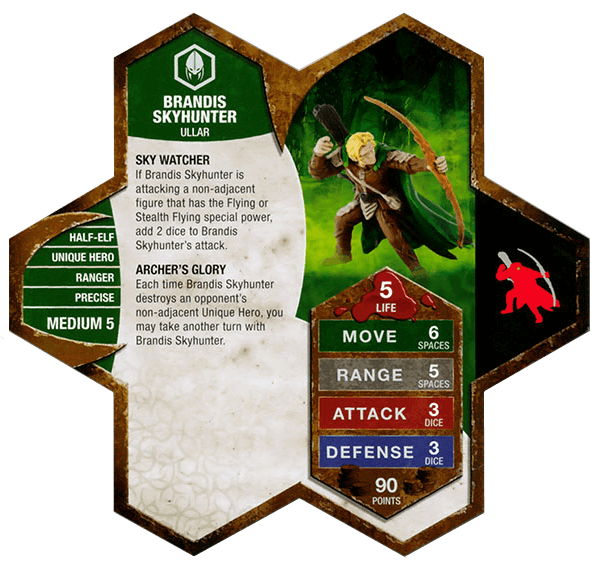 BRANDIS
SKYHUNTER
ULLAR
SKY WATCHER
If Brandis Skyhunter is
attacking a non-adjacent
figure that has the Flying or
Stealth Flying special power,
add 2 dice to Brandis
Skyhunter's attack.
ARCHER'S GLORY
Each time Brandis Skyhunter
destroys an opponent's
non-adjacent Unique Hero, you
may take another turn with
Brandis Skyhunter.
HALF-ELF
UNIQUE HERO
RANGER
PRECISE
MEDIUM 5
5
LIFE
MOVE 6
SPACES
RANGE 5
SPACES
ATTACK 3
DICE
DEFENSE 3
DICE
90
POINTS